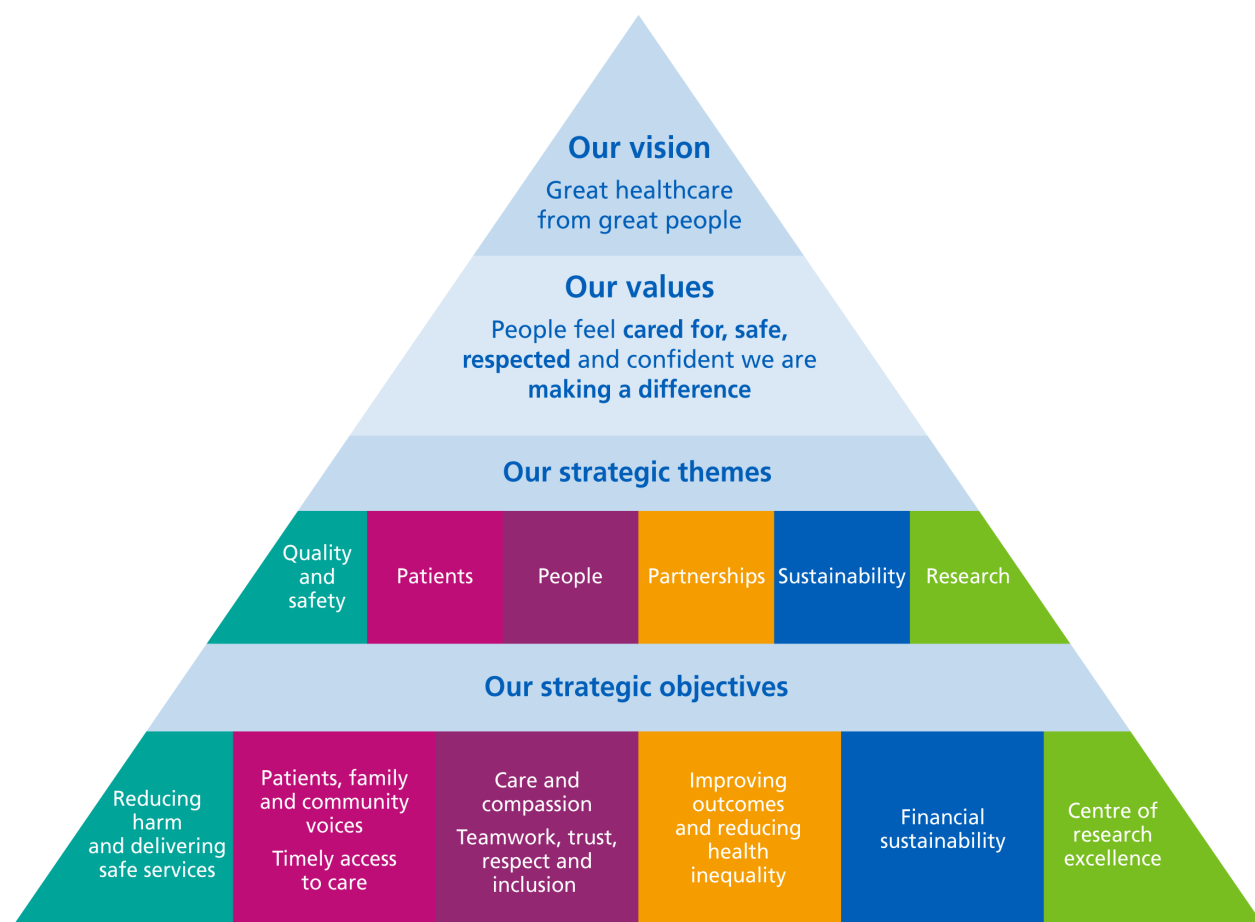 Our vision
Great healthcare
from great people
Our values
People feel cared for, safe,
respected and confident we are
making a difference
Our strategic themes
Quality
and
safety
Patients
People
Partnerships
Sustainability
Research
Our strategic objectives
Reducing
harm
and delivering
safe services
Patients, family
and community
voices
Timely access
to care
Care and
compassion
Teamwork, trust,
respect and
inclusion
Improving
outcomes
and reducing
health
inequality
Financial
sustainability
Centre of
research
excellence